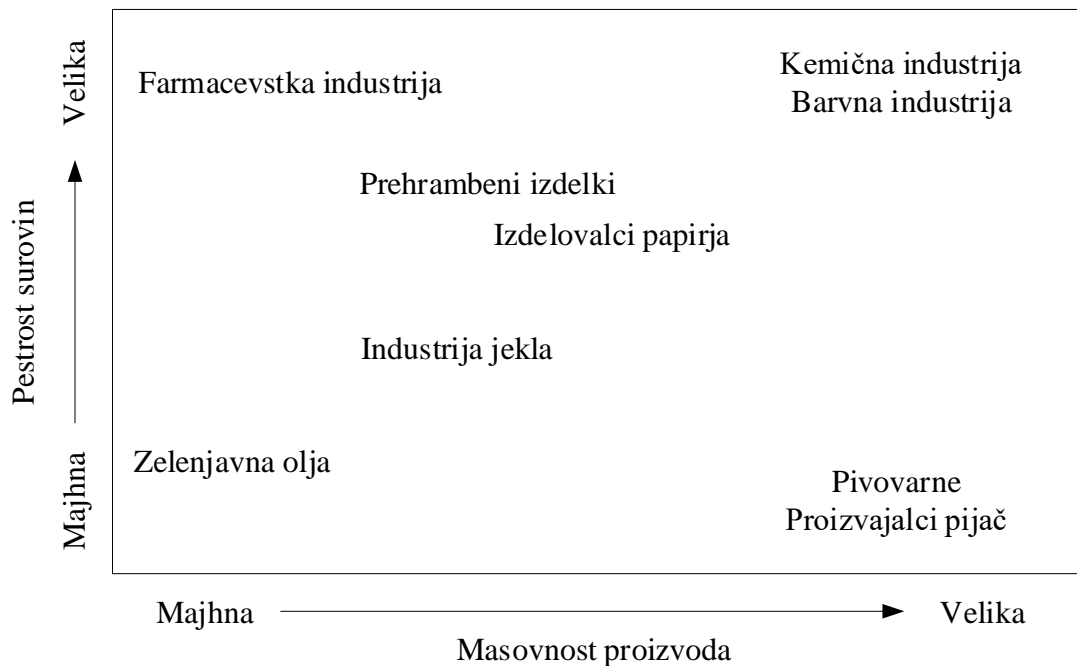 Velika
Pestrost surovin
Majhna
Farmacevstka industrija
Kemična industrija
Barvna industrija
Prehrambeni izdelki
Izdelovalci papirja
Industrija jekla
Zelenjavna olja
Pivovarne
Proizvajalci pijač
Majhna
Velika
Masovnost proizvoda